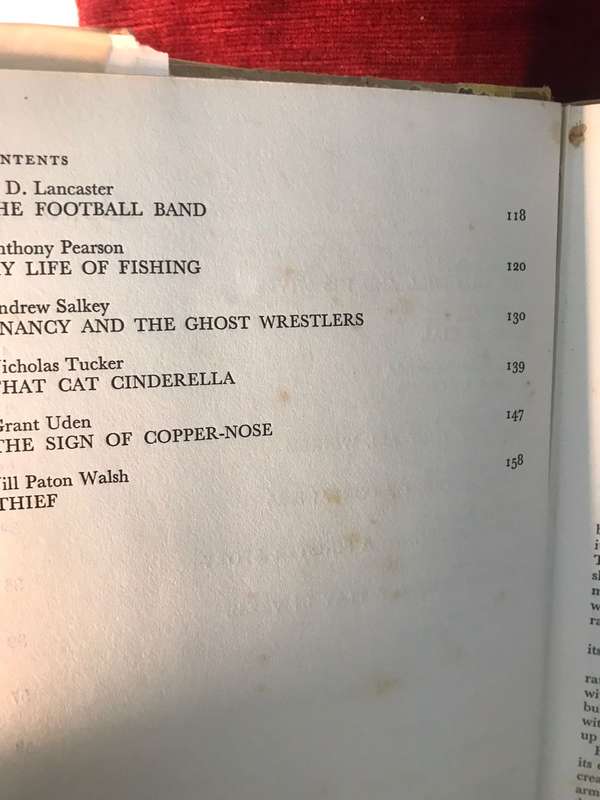 NTENTS
D. Lancaster
HE FOOTBALL BAND 118
nthony Pearson
Y LIFE OF FISHING 120
ndrew Salkey
NANCY AND THE GHOST WRESTLERS 130
icholas Tucker
HAT CAT CINDERELLA 139
Grant Uden
THE SIGN OF COPPER-NOSE 147
ill Paton Walsh
THIEF 158